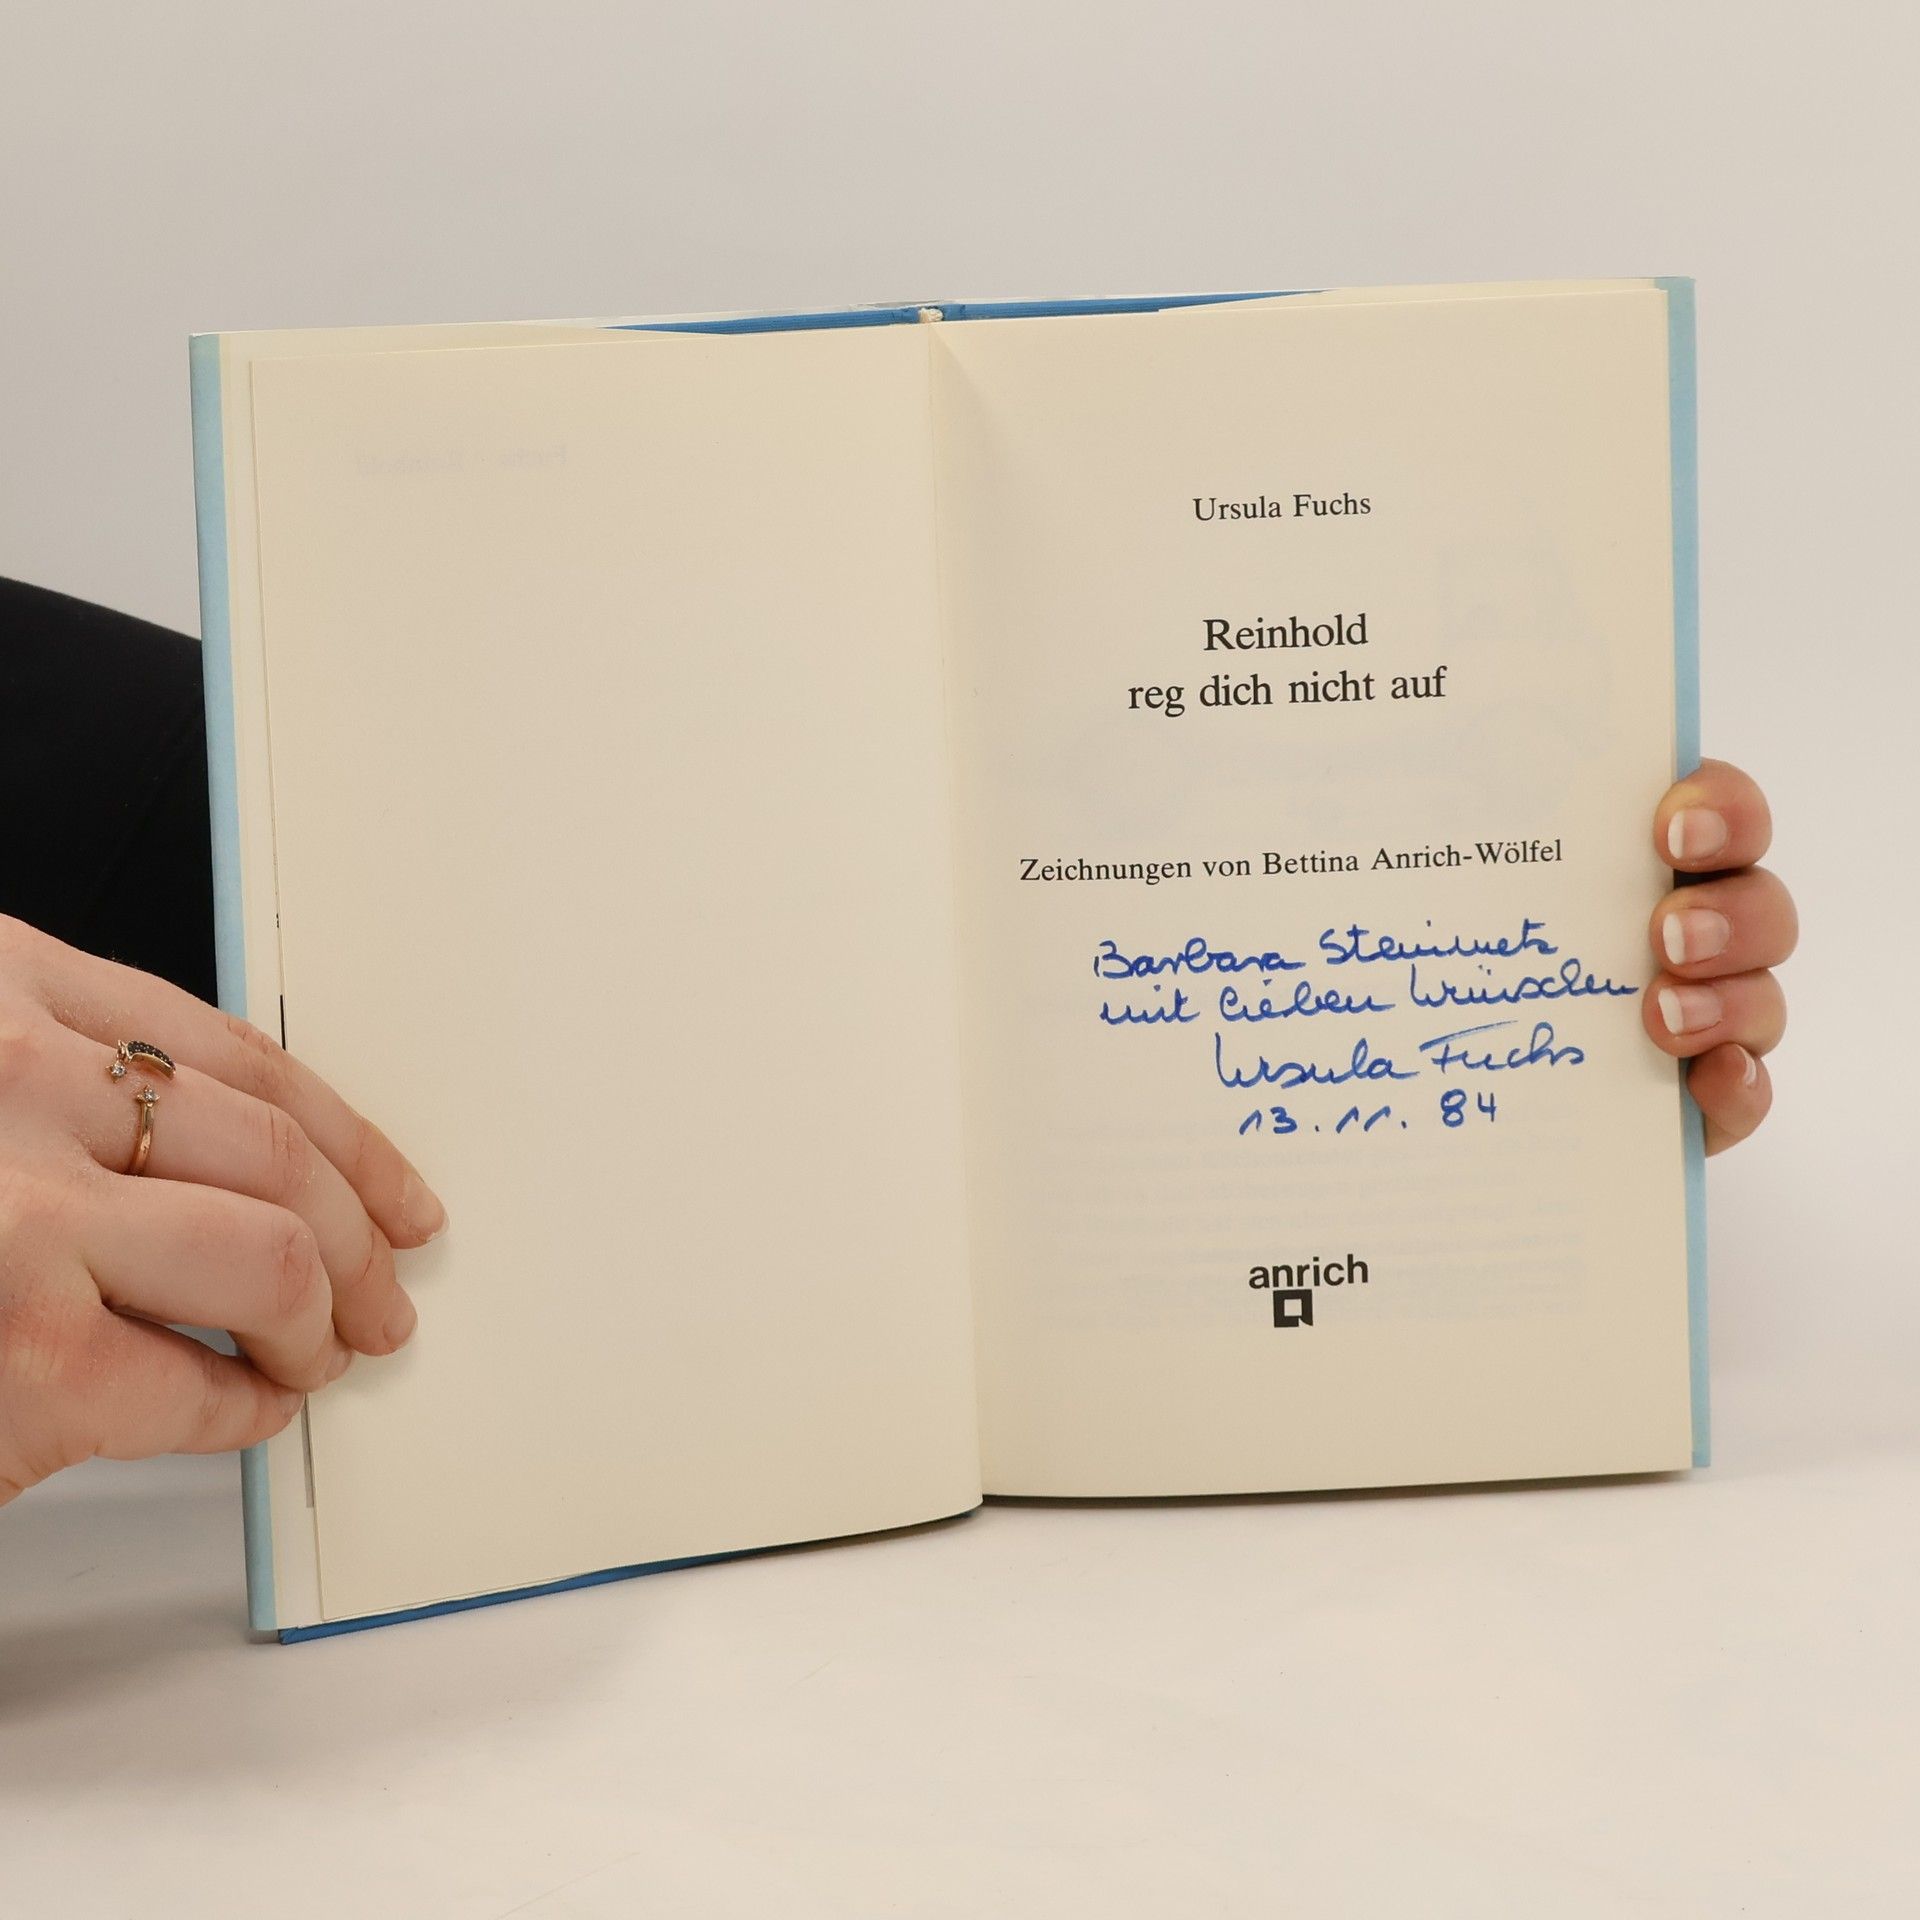 Ursula Fuchs
Reinhold
reg dich nicht auf
Zeichnungen von Bettina Anrich-Wölfel
Barbara Steinmetz
mit lieben Wünschen
Ursula Fuchs
13.11.84
anrich